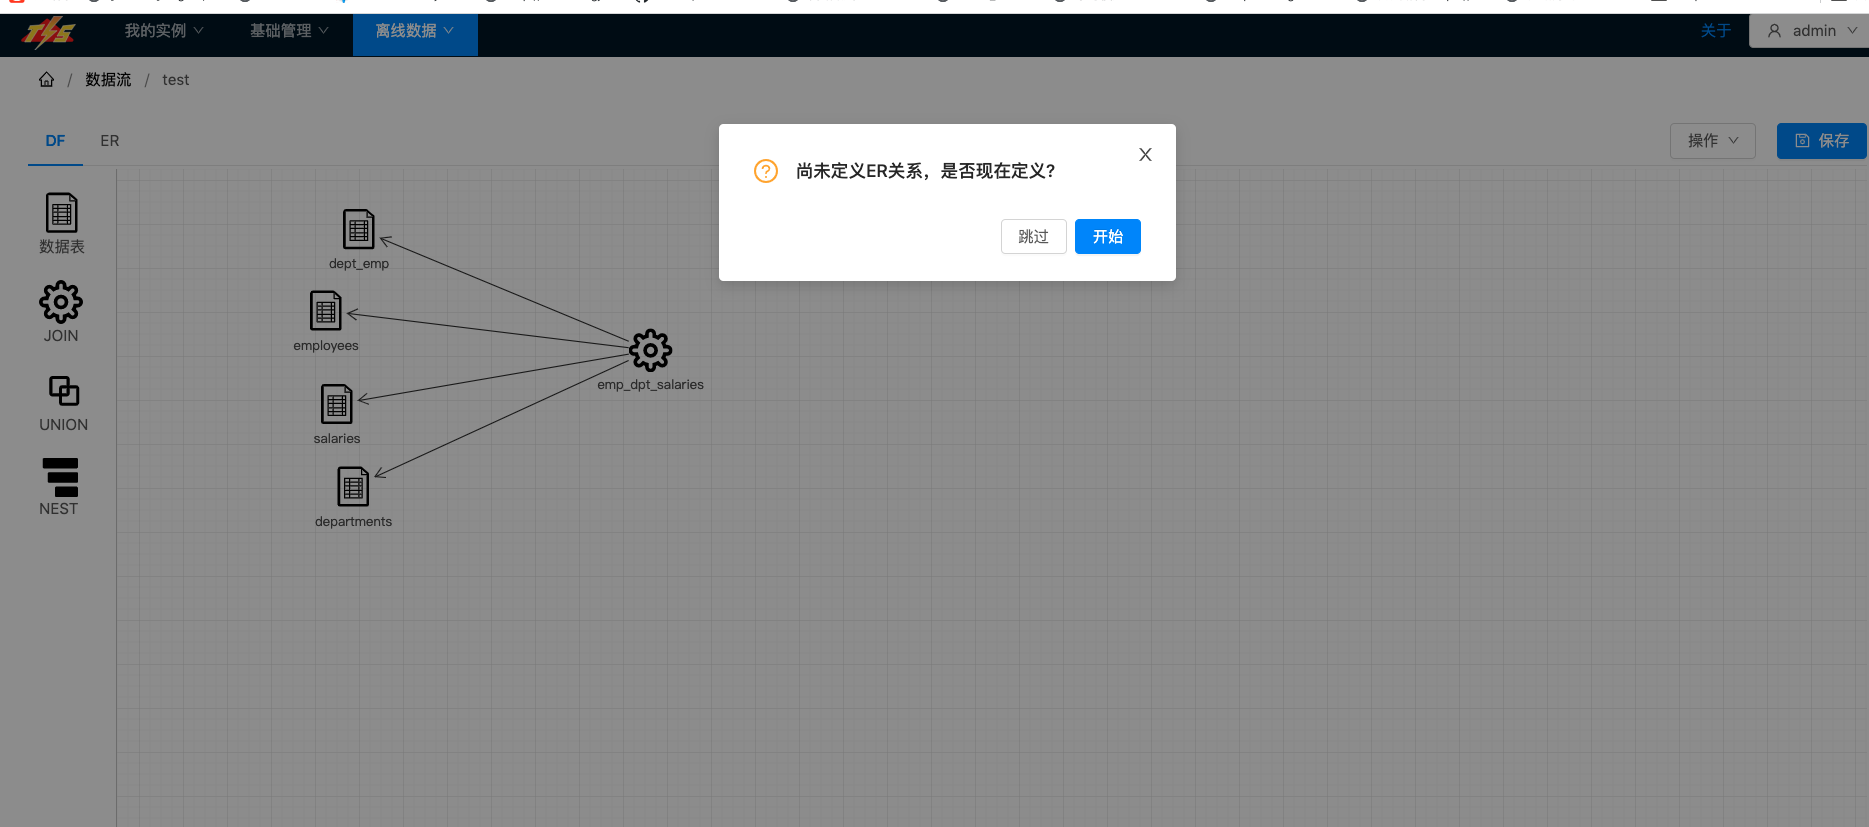 TIS
我的实例
基础管理
离线数据
关于
admin
/ 数据流 / test
DF
ER
操作
保存
尚未定义ER关系，是否现在定义？
跳过
开始
数据表
JOIN
UNION
NEST
dept_emp
employees
emp_dpt_salaries
salaries
departments